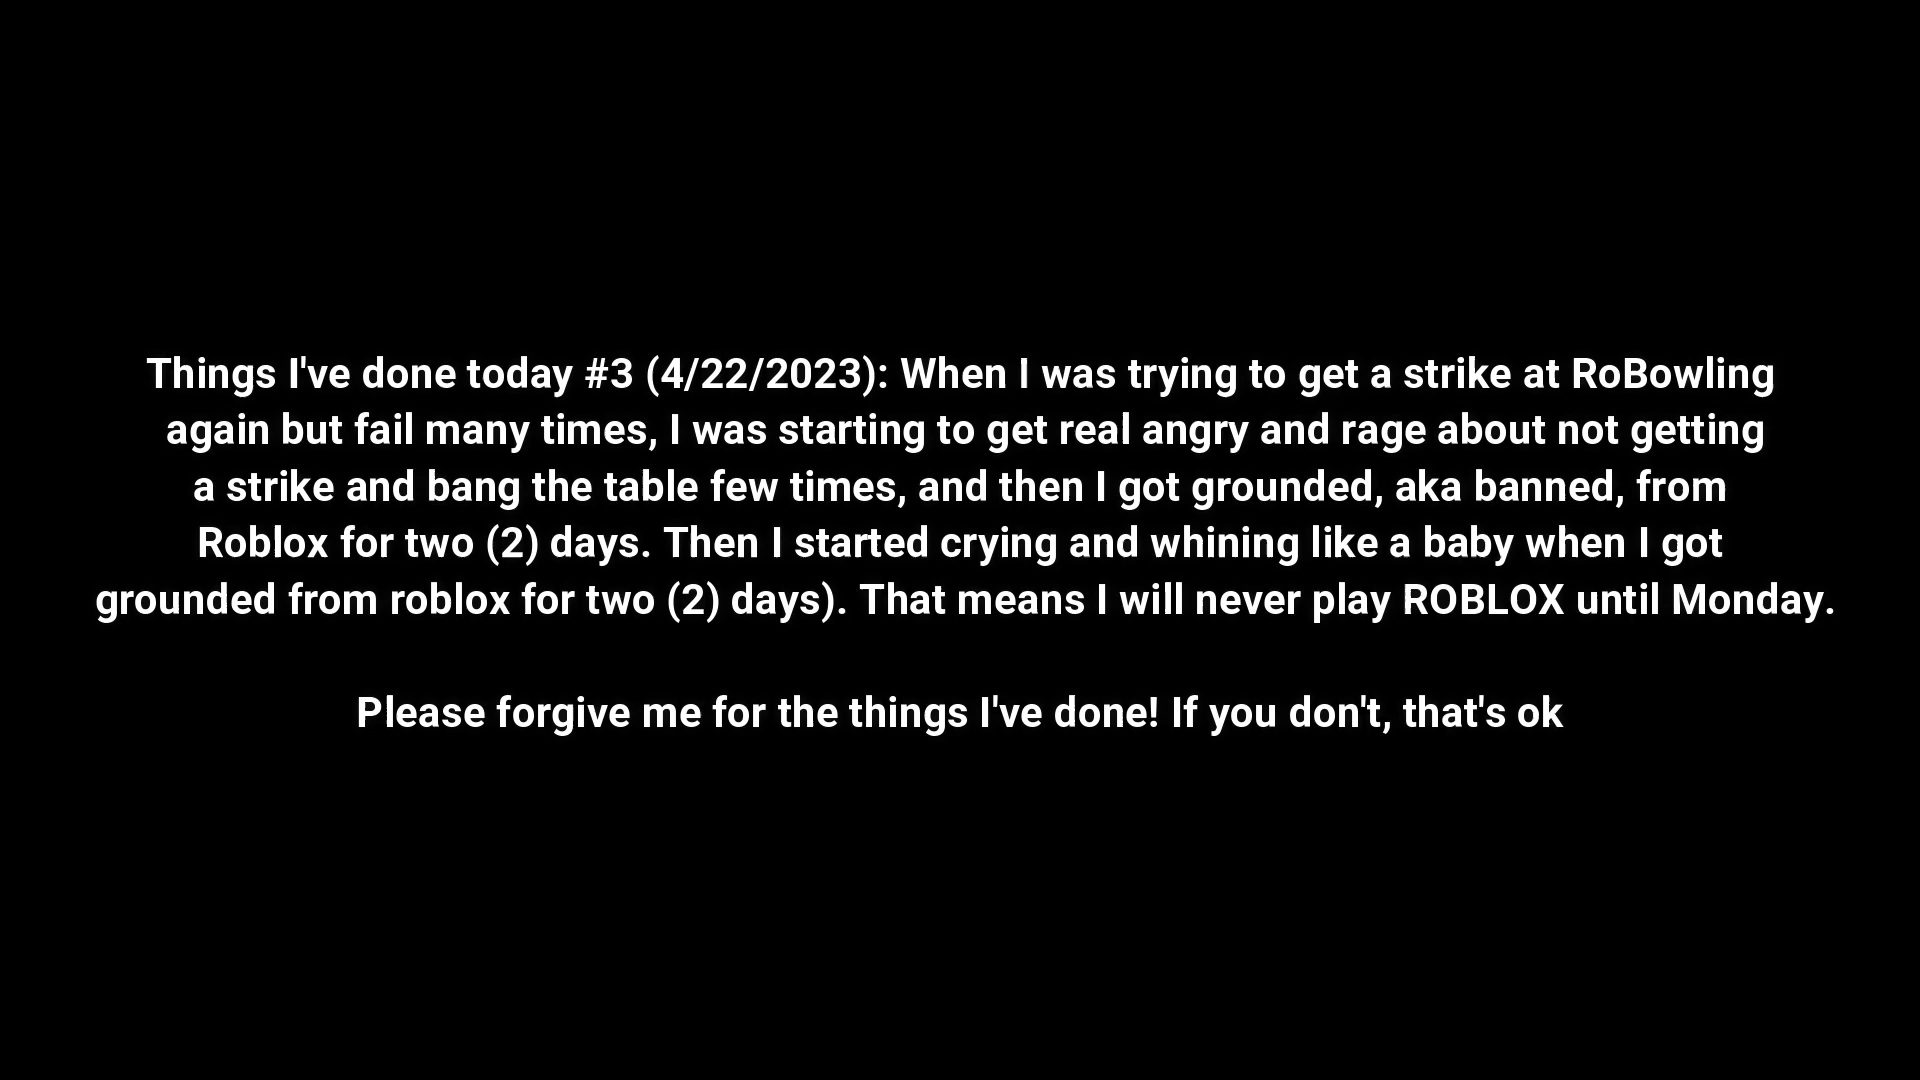 Things I've done today #3 (4/22/2023): When I was trying to get a strike at RoBowling
again but fail many times, I was starting to get real angry and rage about not getting
a strike and bang the table few times, and then I got grounded, aka banned, from
Roblox for two (2) days. Then I started crying and whining like a baby when I got
grounded from roblox for two (2) days). That means I will never play ROBLOX until Monday.
Please forgive me for the things I've done! If you don't, that's ok